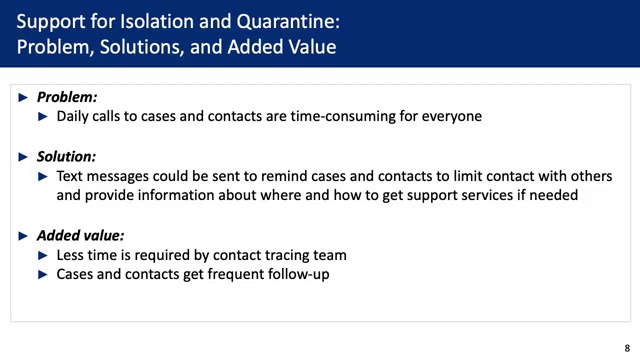 Support for Isolation and Quarantine:
Problem, Solutions, and Added Value
► Problem:
► Daily calls to cases and contacts are time-consuming for everyone
► Solution:
► Text messages could be sent to remind cases and contacts to limit contact with others
and provide information about where and how to get support services if needed
► Added value:
► Less time is required by contact tracing team
► Cases and contacts get frequent follow-up
8